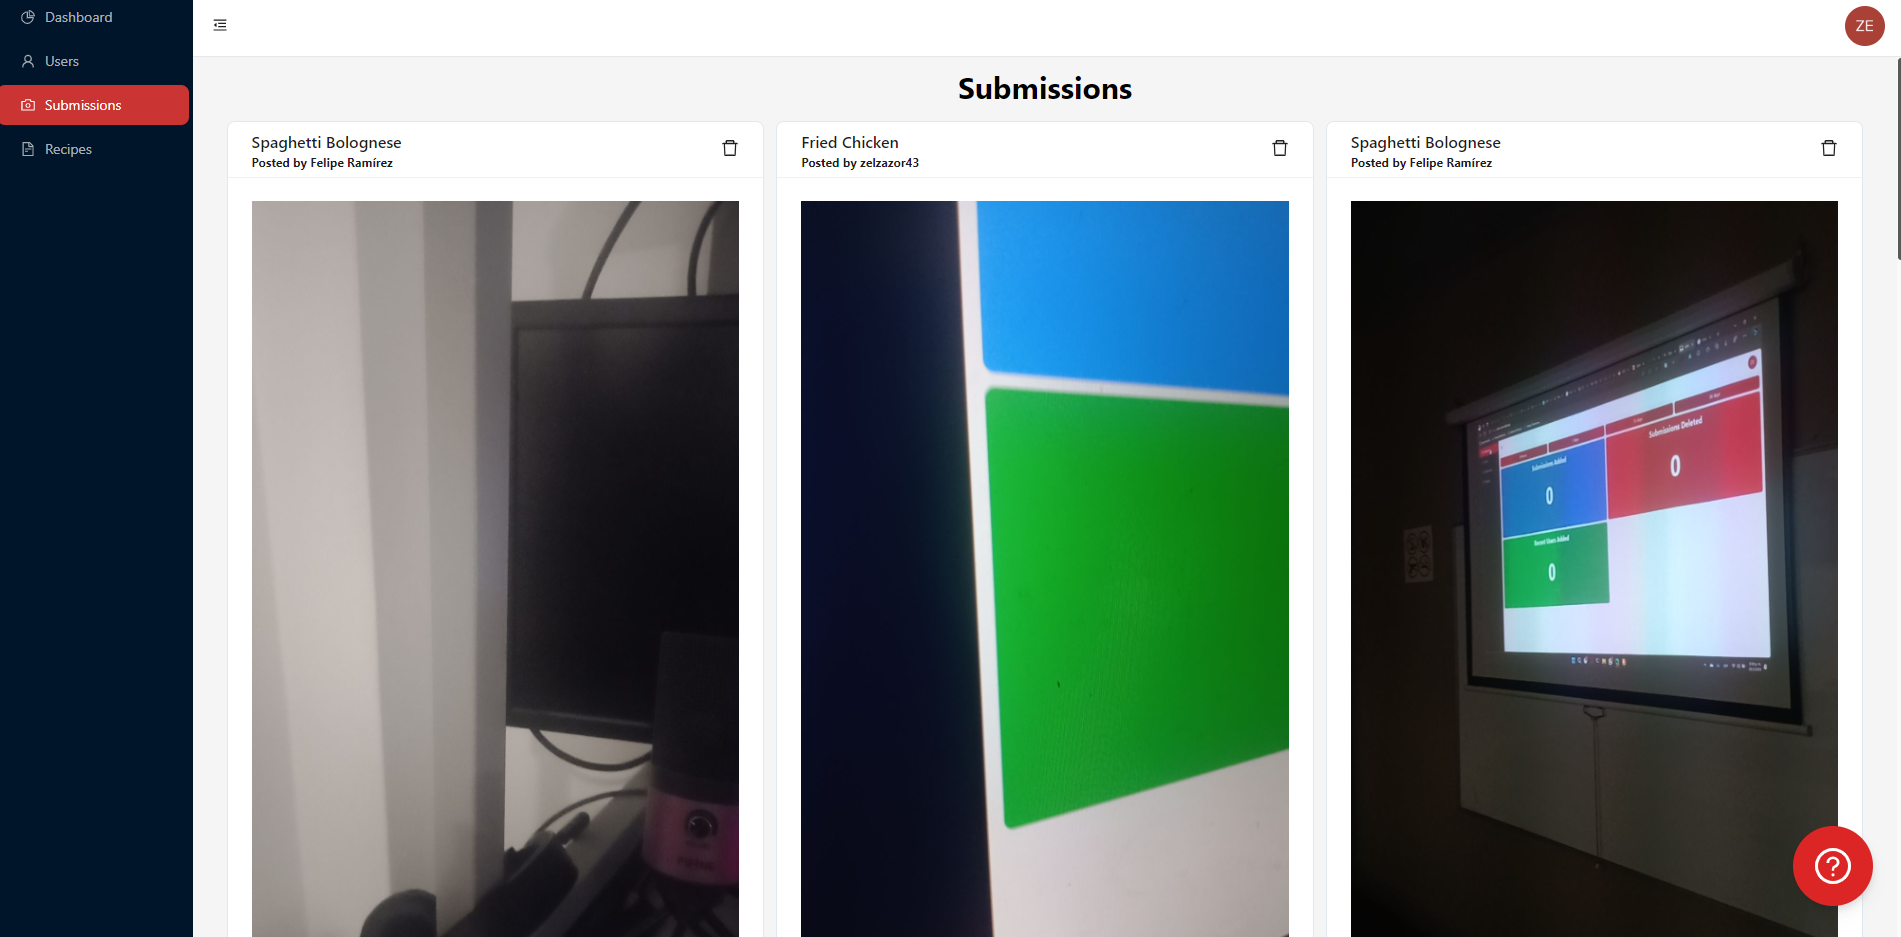 Dashboard
Users
Submissions
Recipes
ZE
Submissions
Spaghetti Bolognese
Posted by Felipe Ramírez
Fried Chicken
Posted by zelzazor43
Spaghetti Bolognese
Posted by Felipe Ramírez
Submissions Added
0
Submissions Deleted
0
Recent Users Added
0
?